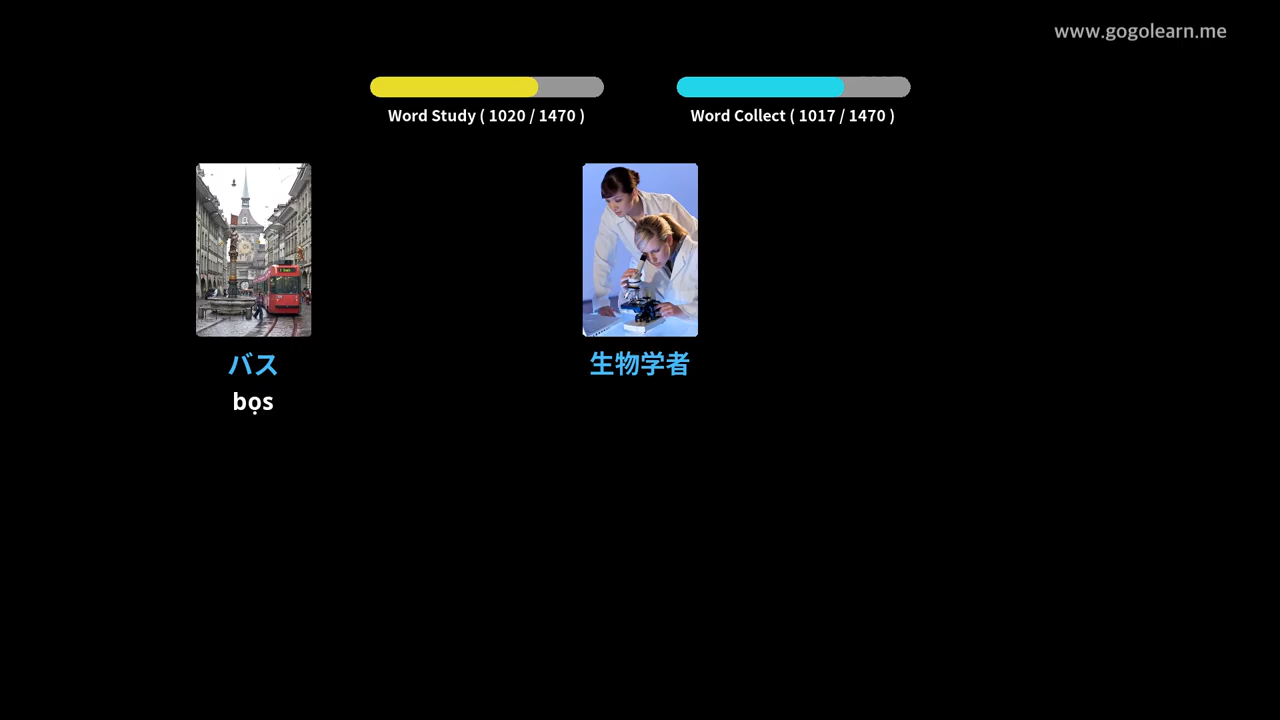 www.gogolearn.me
Word Study ( 1020 / 1470 )
Word Collect ( 1017 / 1470 )
バス
生物学者
bọs